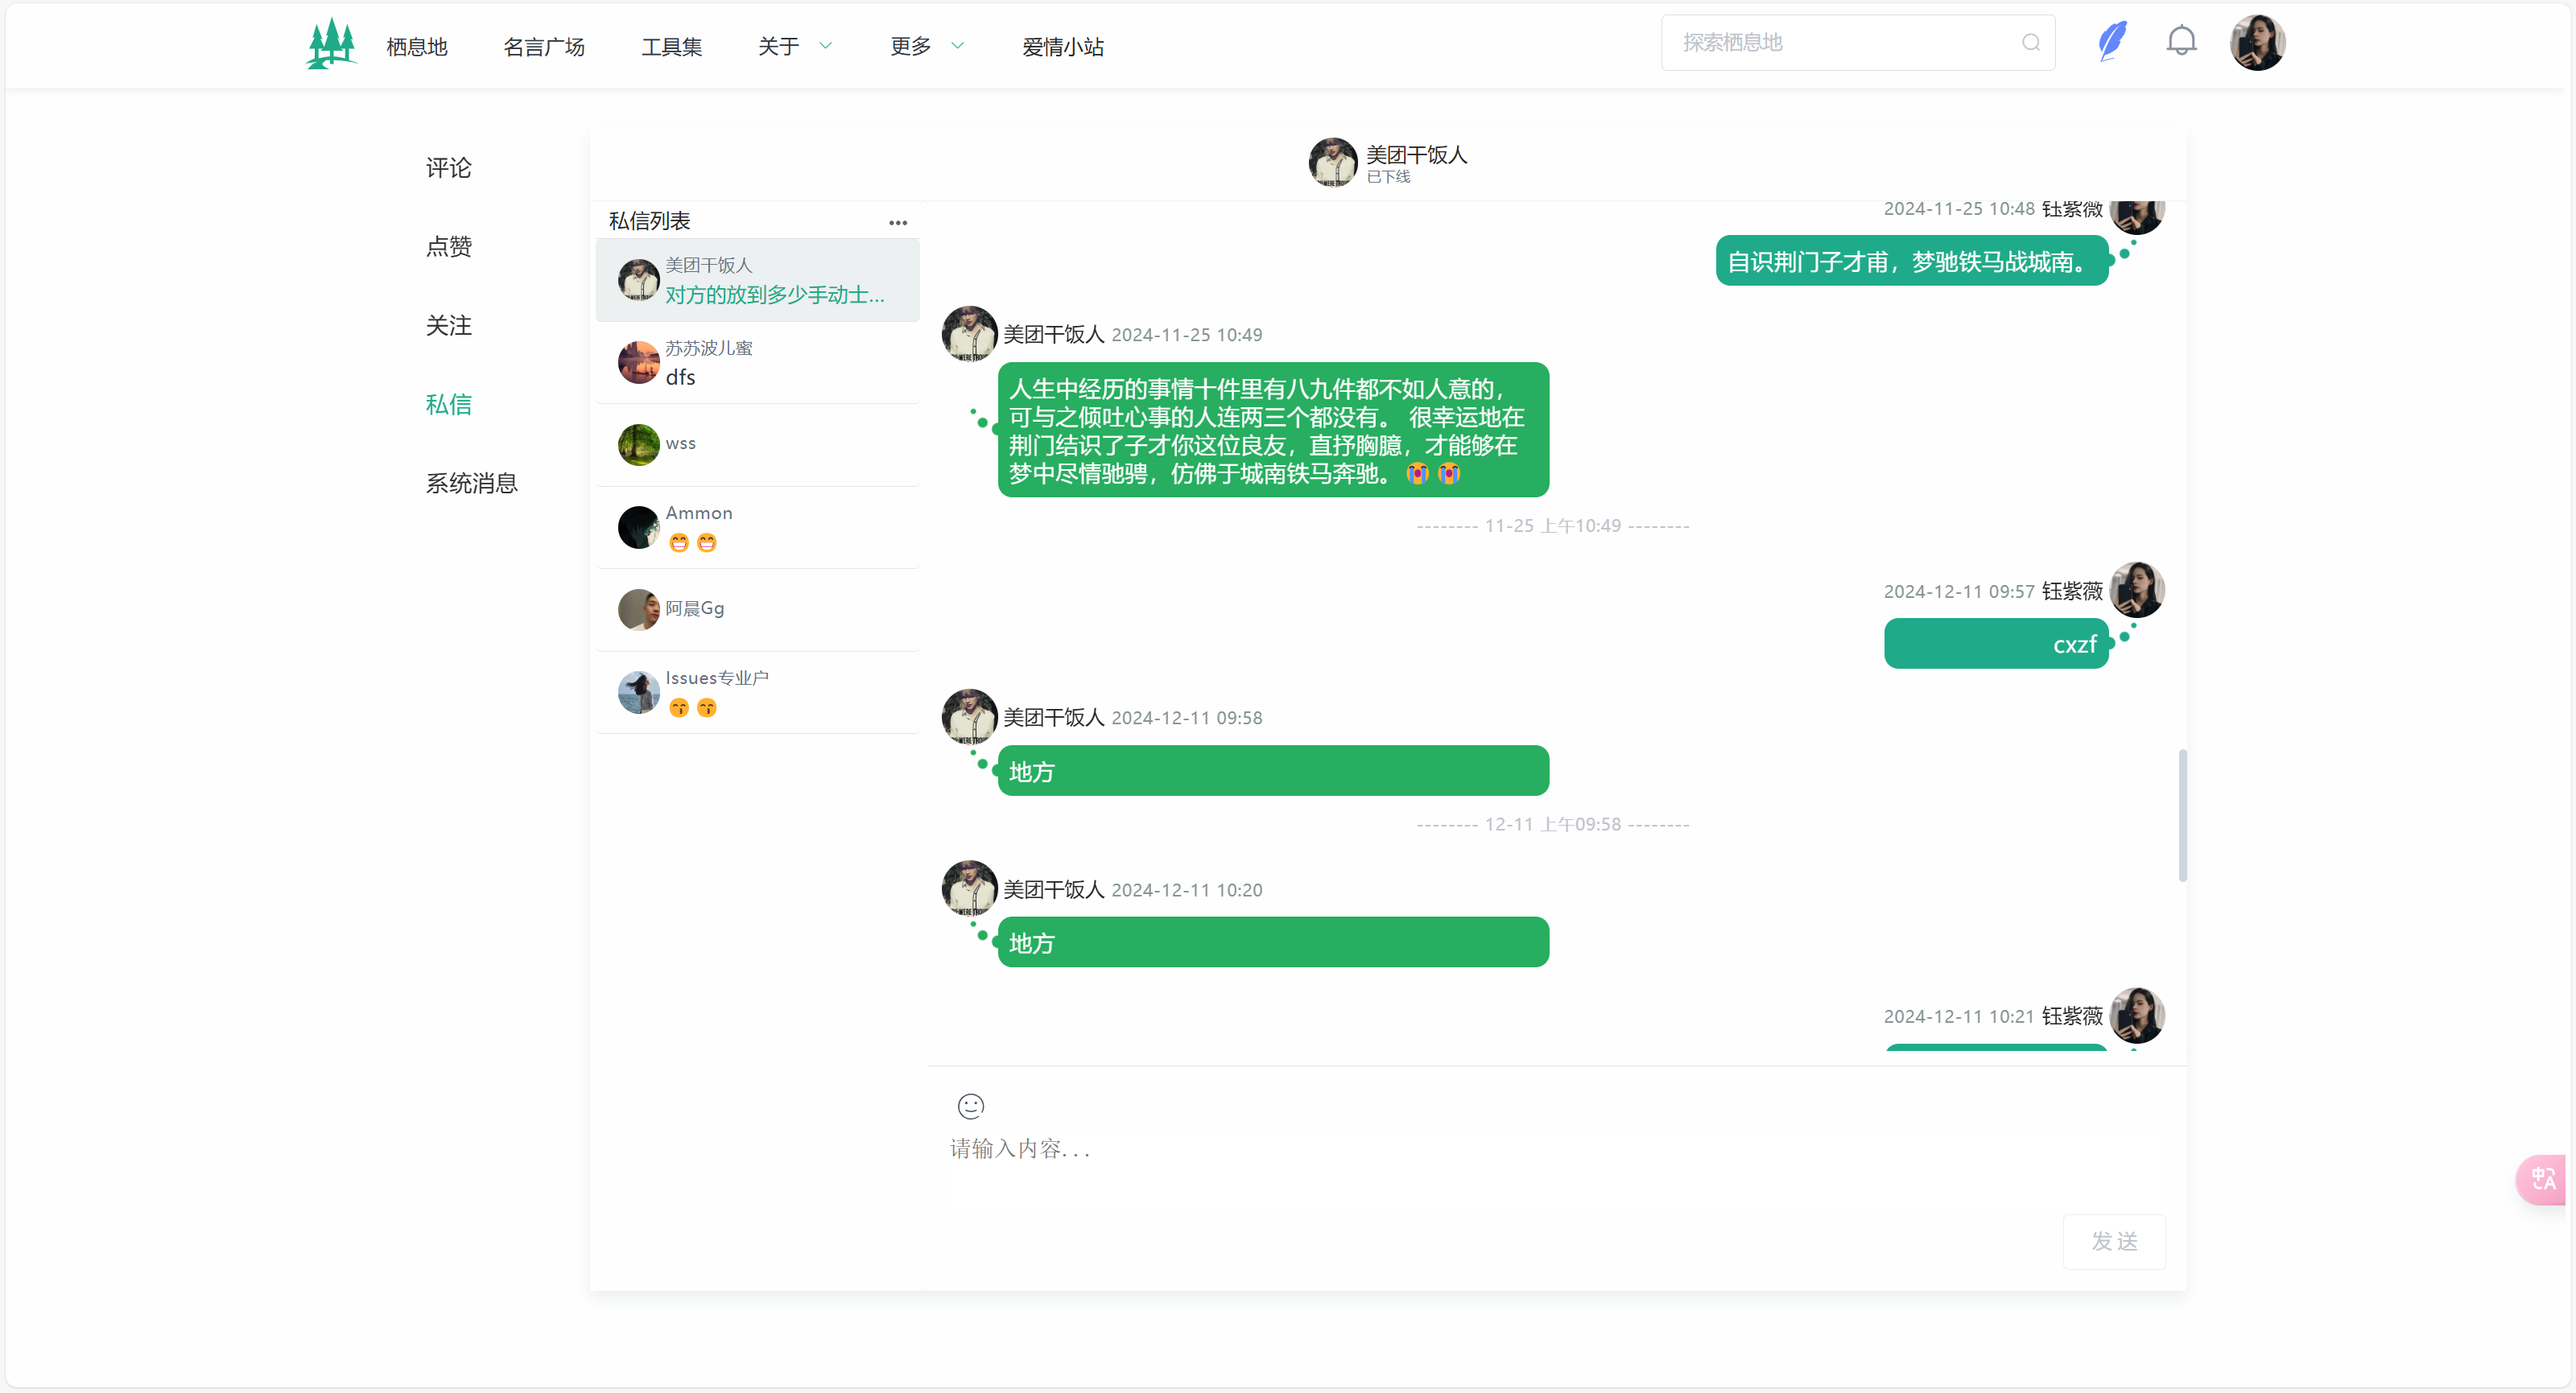 栖息地 名言广场 工具集 关于 更多 爱情小站 探索栖息地
评论
点赞
关注
私信
系统消息
美团干饭人
已下线
私信列表
美团干饭人
对方的放到多少手动士...
苏苏波儿蜜
dfs
wss
Ammon
😁 😁
阿晨Gg
Issues专业户
😙 😙
2024-11-25 10:48 钰紫薇
自识荆门子才甫，梦驰铁马战城南。
美团干饭人 2024-11-25 10:49
人生中经历的事情十件里有八九件都不如人意的，
可与之倾吐心事的人连两三个都没有。 很幸运地在
荆门结识了子才你这位良友，直抒胸臆，才能够在
梦中尽情驰骋，仿佛于城南铁马奔驰。 😭 😭
-------- 11-25 上午10:49 --------
2024-12-11 09:57 钰紫薇
cxzf
美团干饭人 2024-12-11 09:58
地方
-------- 12-11 上午09:58 --------
美团干饭人 2024-12-11 10:20
地方
2024-12-11 10:21 钰紫薇
请输入内容...
发送